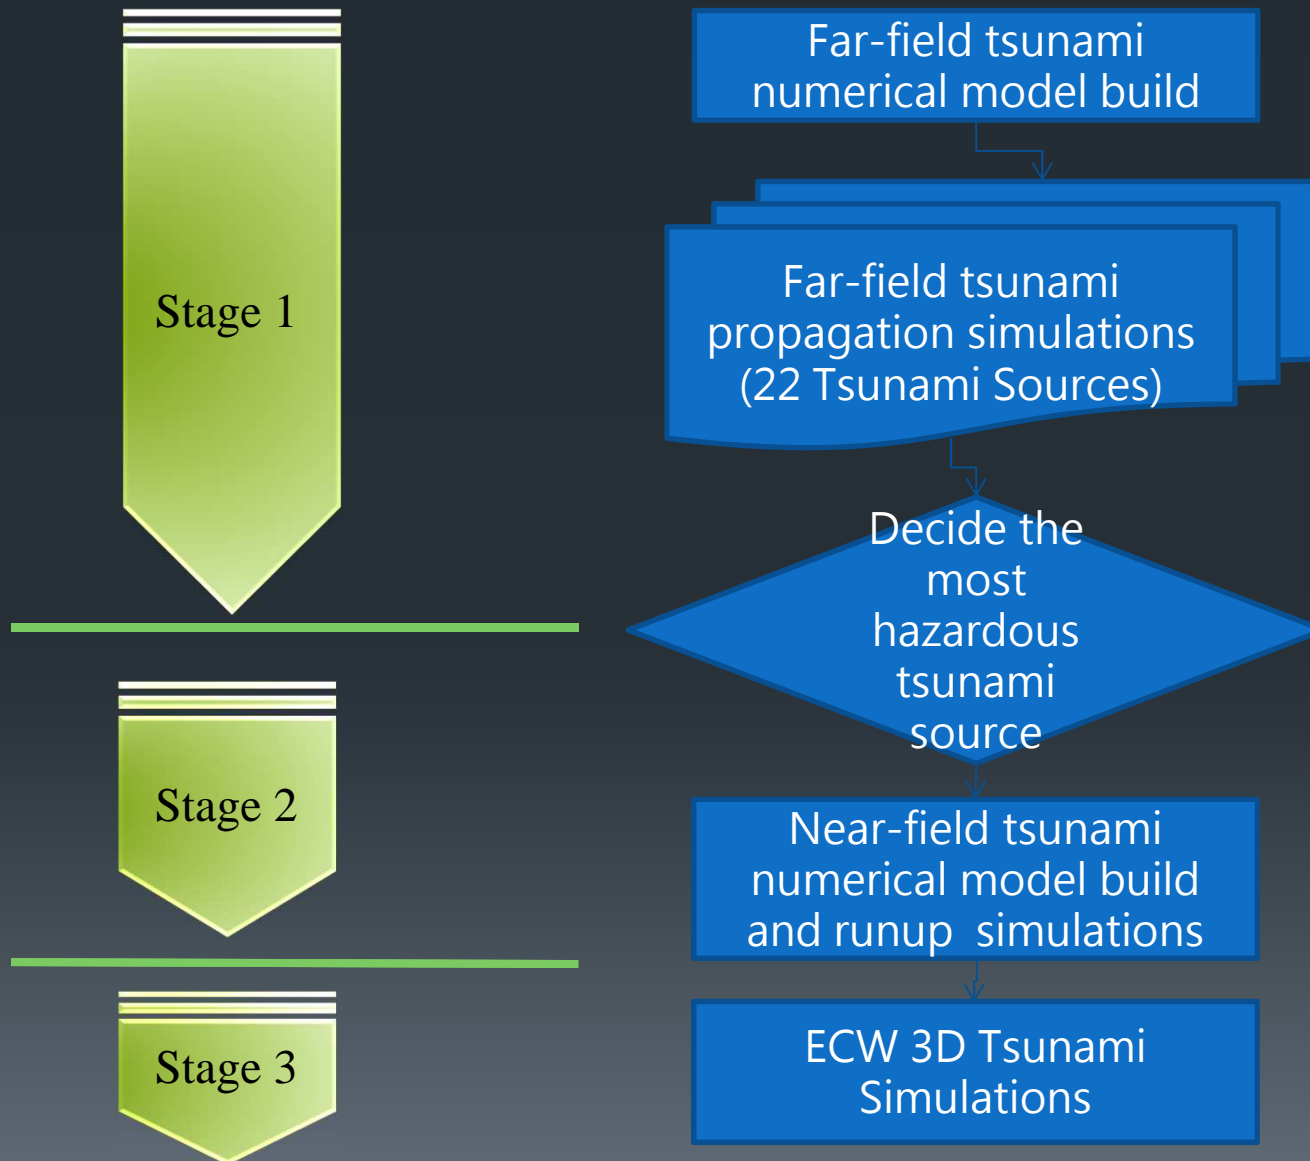 Stage 1
Far-field tsunami
numerical model build
Far-field tsunami
propagation simulations
(22 Tsunami Sources)
Decide the
most
hazardous
tsunami
source
Stage 2
Near-field tsunami
numerical model build
and runup simulations
Stage 3
ECW 3D Tsunami
Simulations